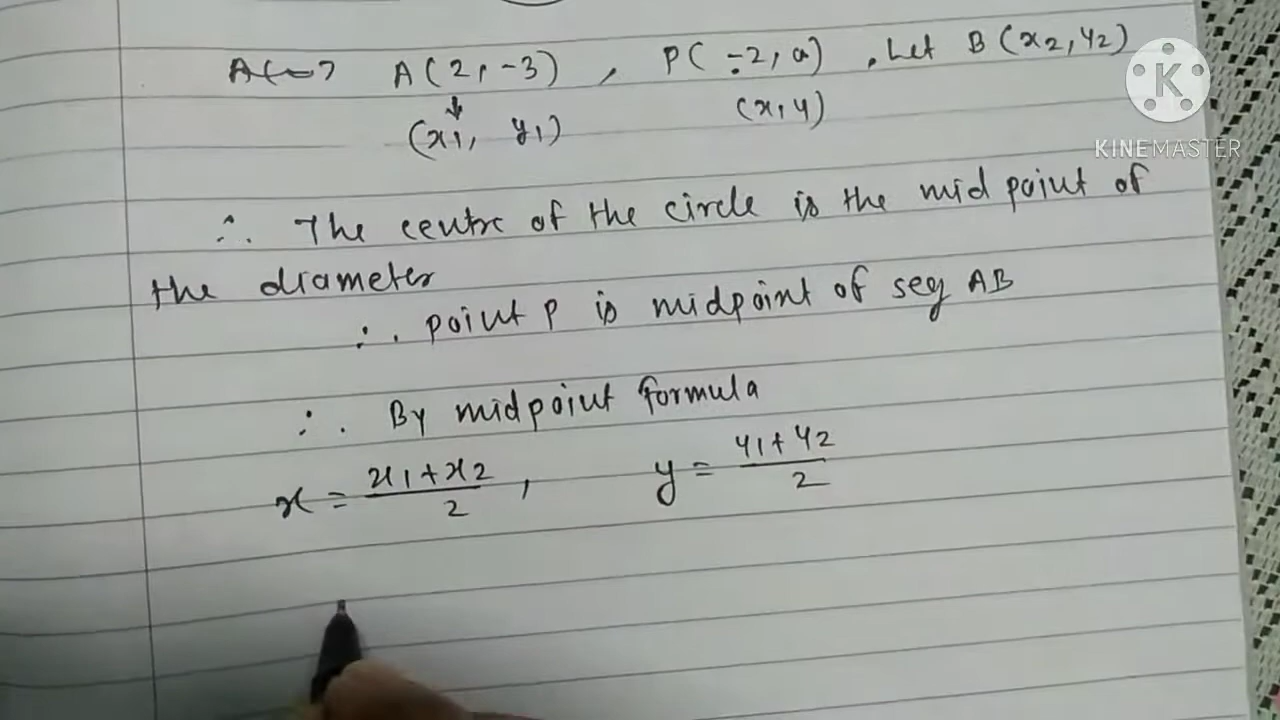 A( A(2, -3) , P(-2, a) , Let B(x2, y2)
(x1, y1) (x, y)
∴ The centre of the circle is the mid point of
the diameter
∴ point P is midpoint of seg AB
∴ By midpoint formula
x = x1 + x2 / 2 , y = y1 + y2 / 2
K
KINEMASTER